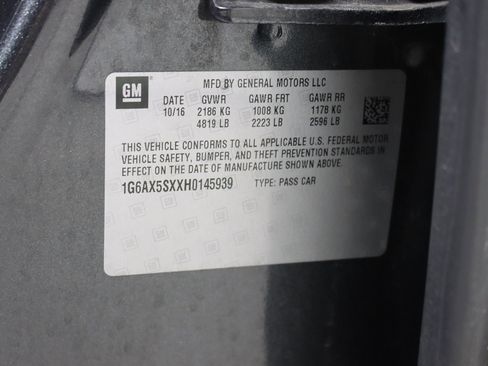 GM
MFD BY GENERAL MOTORS LLC
DATE GVWR GAWR FRT GAWR RR
10/16 2186 KG 1008 KG 1178 KG
4819 LB 2223 LB 2596 LB
THIS VEHICLE CONFORMS TO ALL APPLICABLE U.S. FEDERAL MOTOR
VEHICLE SAFETY, BUMPER, AND THEFT PREVENTION STANDARDS IN
EFFECT ON THE DATE OF MANUFACTURE SHOWN ABOVE.
1G6AX5SXXH0145939 TYPE: PASS CAR